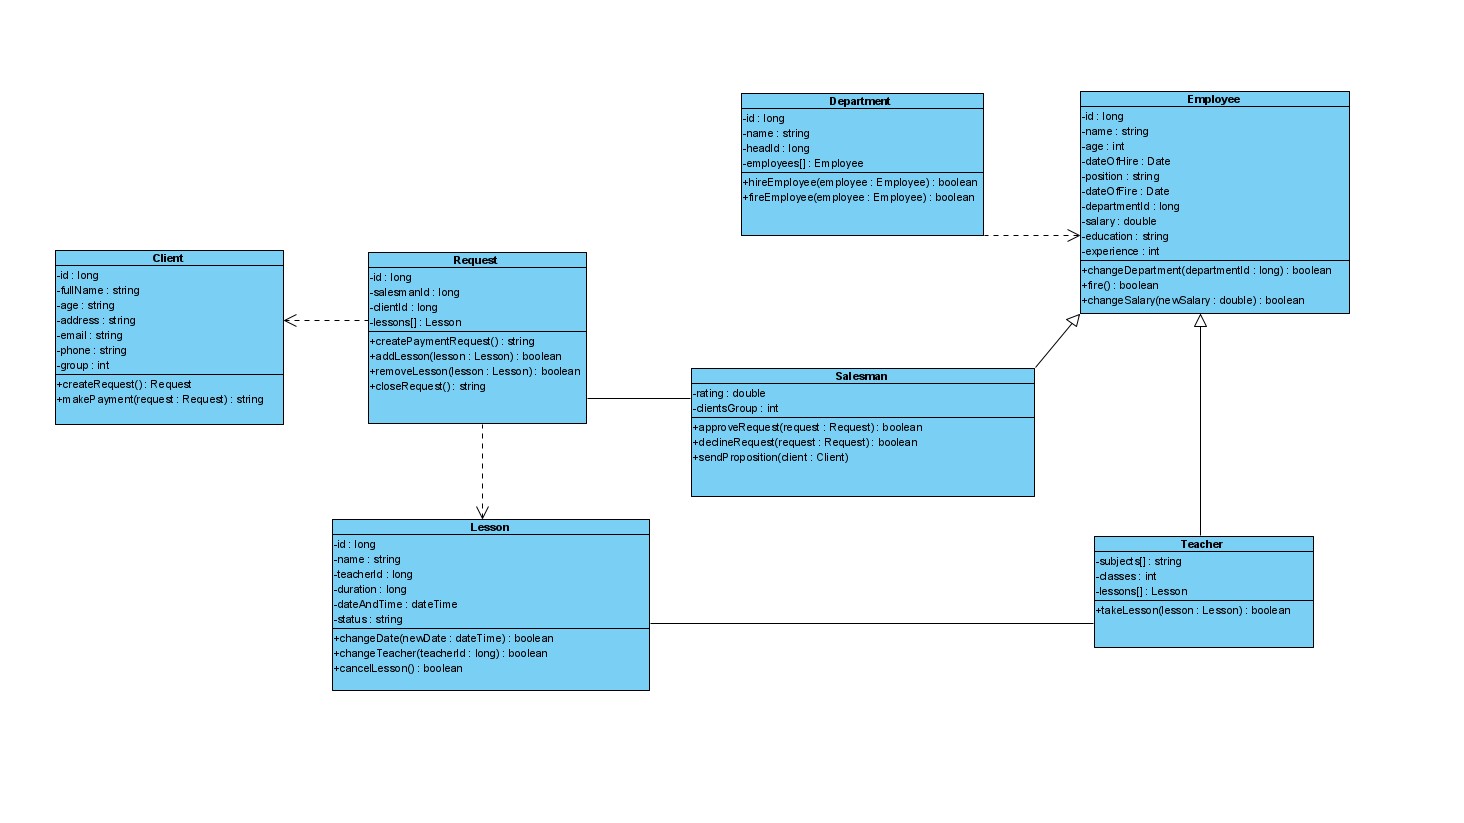 Department
-id : long
-name : string
-headId : long
-employees[] : Employee
+hireEmployee(employee : Employee) : boolean
+fireEmployee(employee : Employee) : boolean
Employee
-id : long
-name : string
-age : int
-dateOfHire : Date
-position : string
-dateOfFire : Date
-departmentId : long
-salary : double
-education : string
-experience : int
+changeDepartment(departmentId : long) : boolean
+fire() : boolean
+changeSalary(newSalary : double) : boolean
Client
-id : long
-fullName : string
-age : string
-address : string
-email : string
-phone : string
-group : int
+createRequest() : Request
+makePayment(request : Request) : string
Request
-id : long
-salesmanId : long
-clientId : long
-lessons[] : Lesson
+createPaymentRequest() : string
+addLesson(lesson : Lesson) : boolean
+removeLesson(lesson : Lesson) : boolean
+closeRequest() : string
Salesman
-rating : double
-clientsGroup : int
+approveRequest(request : Request) : boolean
+declineRequest(request : Request) : boolean
+sendProposition(client : Client)
Lesson
-id : long
-name : string
-teacherId : long
-duration : long
-dateAndTime : dateTime
-status : string
+changeDate(newDate : dateTime) : boolean
+changeTeacher(teacherId : long) : boolean
+cancelLesson() : boolean
Teacher
-subjects[] : string
-classes : int
-lessons[] : Lesson
+takeLesson(lesson : Lesson) : boolean